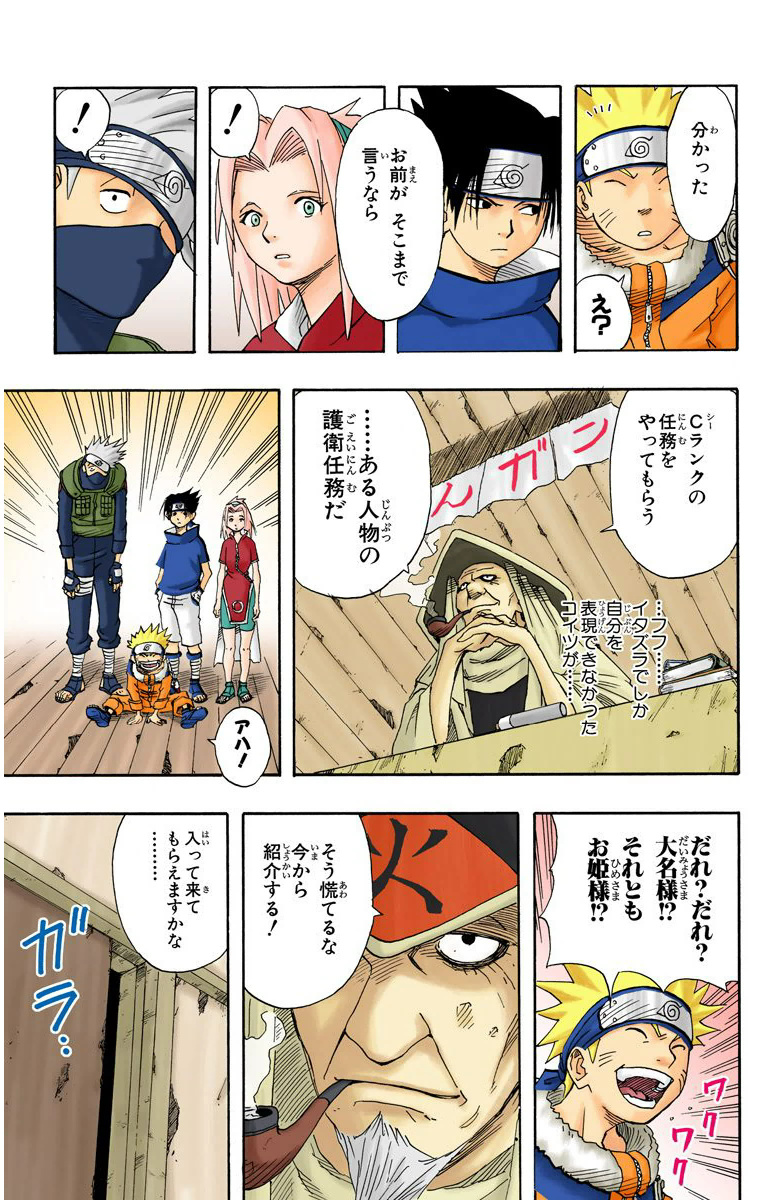 分かった
え？
お前がそこまで
言うなら
！
！
Cランクの
任務を
やってもらう
んガン
……ある人物の
護衛任務だ
…フフ……
イタズラでしか
自分を
表現できなかった
コイツが……
アハ！
だれ？だれ？
大名様！？
それとも
お姫様！？
ワク
ワク
火
そう慌てるな
今から
紹介する！
入って来て
もらえますかな
………
ガラ‥